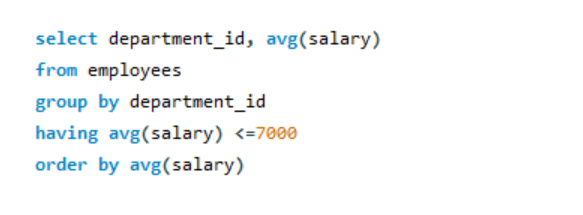 select department_id, avg(salary)
from employees
group by department_id
having avg(salary) <=7000
order by avg(salary)